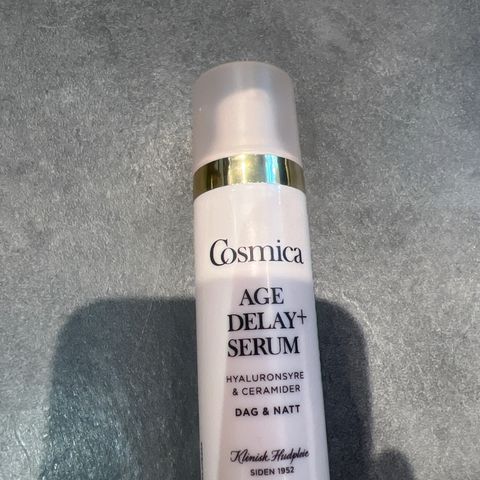 Cosmica
AGE
DELAY+
SERUM
HYALURONSYRE
& CERAMIDER
DAG & NATT
Klinisk Hudpleie
SIDEN 1952